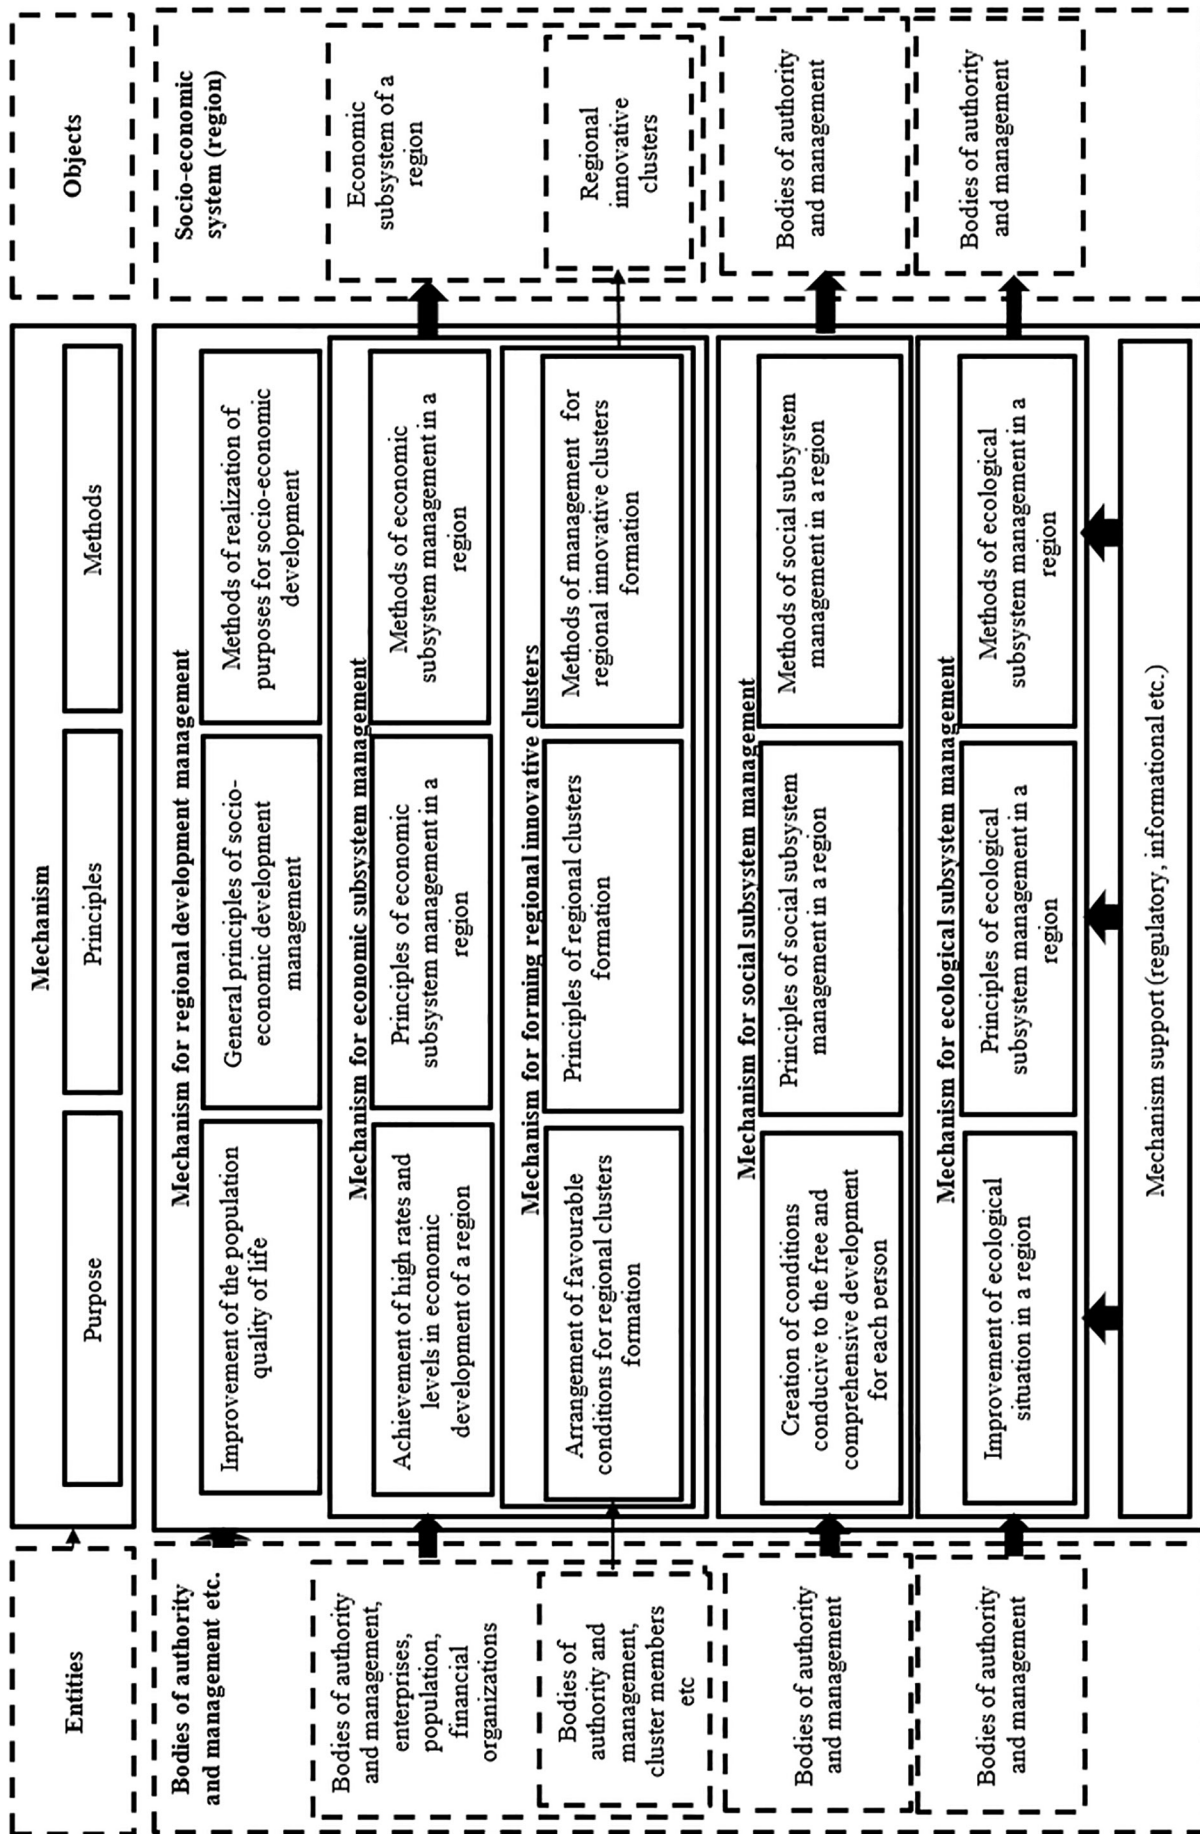 Entities
Mechanism
Purpose
Principles
Methods
Objects
Bodies of authority
and management etc.
Mechanism for regional development management
Improvement of the population
quality of life
General principles of socio-
economic development
management
Methods of realization of
purposes for socio-economic
development
Socio-economic
system (region)
Bodies of authority
and management,
enterprises,
population,
financial
organizations
Mechanism for economic subsystem management
Achievement of high rates and
levels in economic
development of a region
Principles of economic
subsystem management in a
region
Methods of economic
subsystem management in a
region
Economic
subsystem of a
region
Bodies of
authority and
management,
cluster members
etc
Mechanism for forming regional innovative clusters
Arrangement of favourable
conditions for regional clusters
formation
Principles of regional clusters
formation
Methods of management for
regional innovative clusters
formation
Regional
innovative
clusters
Bodies of authority
and management
Mechanism for social subsystem management
Creation of conditions
conducive to the free and
comprehensive development
for each person
Principles of social subsystem
management in a region
Methods of social subsystem
management in a region
Bodies of authority
and management
Bodies of authority
and management
Mechanism for ecological subsystem management
Improvement of ecological
situation in a region
Principles of ecological
subsystem management in a
region
Methods of ecological
subsystem management in a
region
Bodies of authority
and management
Mechanism support (regulatory, informational etc.)